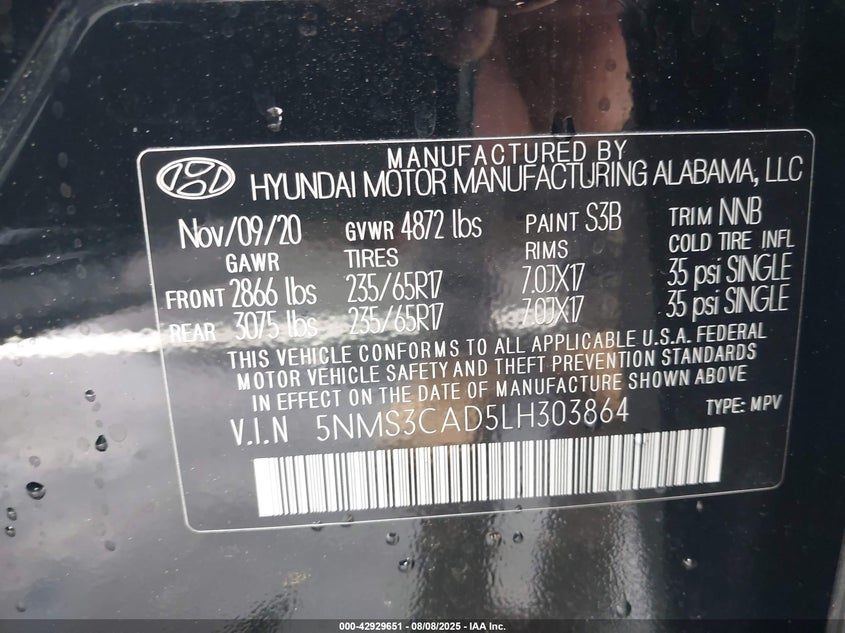 MANUFACTURED BY
HYUNDAI MOTOR MANUFACTURING ALABAMA, LLC
Nov/09/20 GVWR 4872 lbs PAINT S3B TRIM NNB
GAWR TIRES RIMS COLD TIRE INFL
FRONT 2866 lbs 235/65R17 7.0JX17 35 psi SINGLE
REAR 3075 lbs 235/65R17 7.0JX17 35 psi SINGLE
THIS VEHICLE CONFORMS TO ALL APPLICABLE U.S.A. FEDERAL
MOTOR VEHICLE SAFETY AND THEFT PREVENTION STANDARDS
IN EFFECT ON THE DATE OF MANUFACTURE SHOWN ABOVE
V.I.N 5NMS3CAD5LH303864 TYPE: MPV
000-42929651 - 08/08/2025 - IAA Inc.